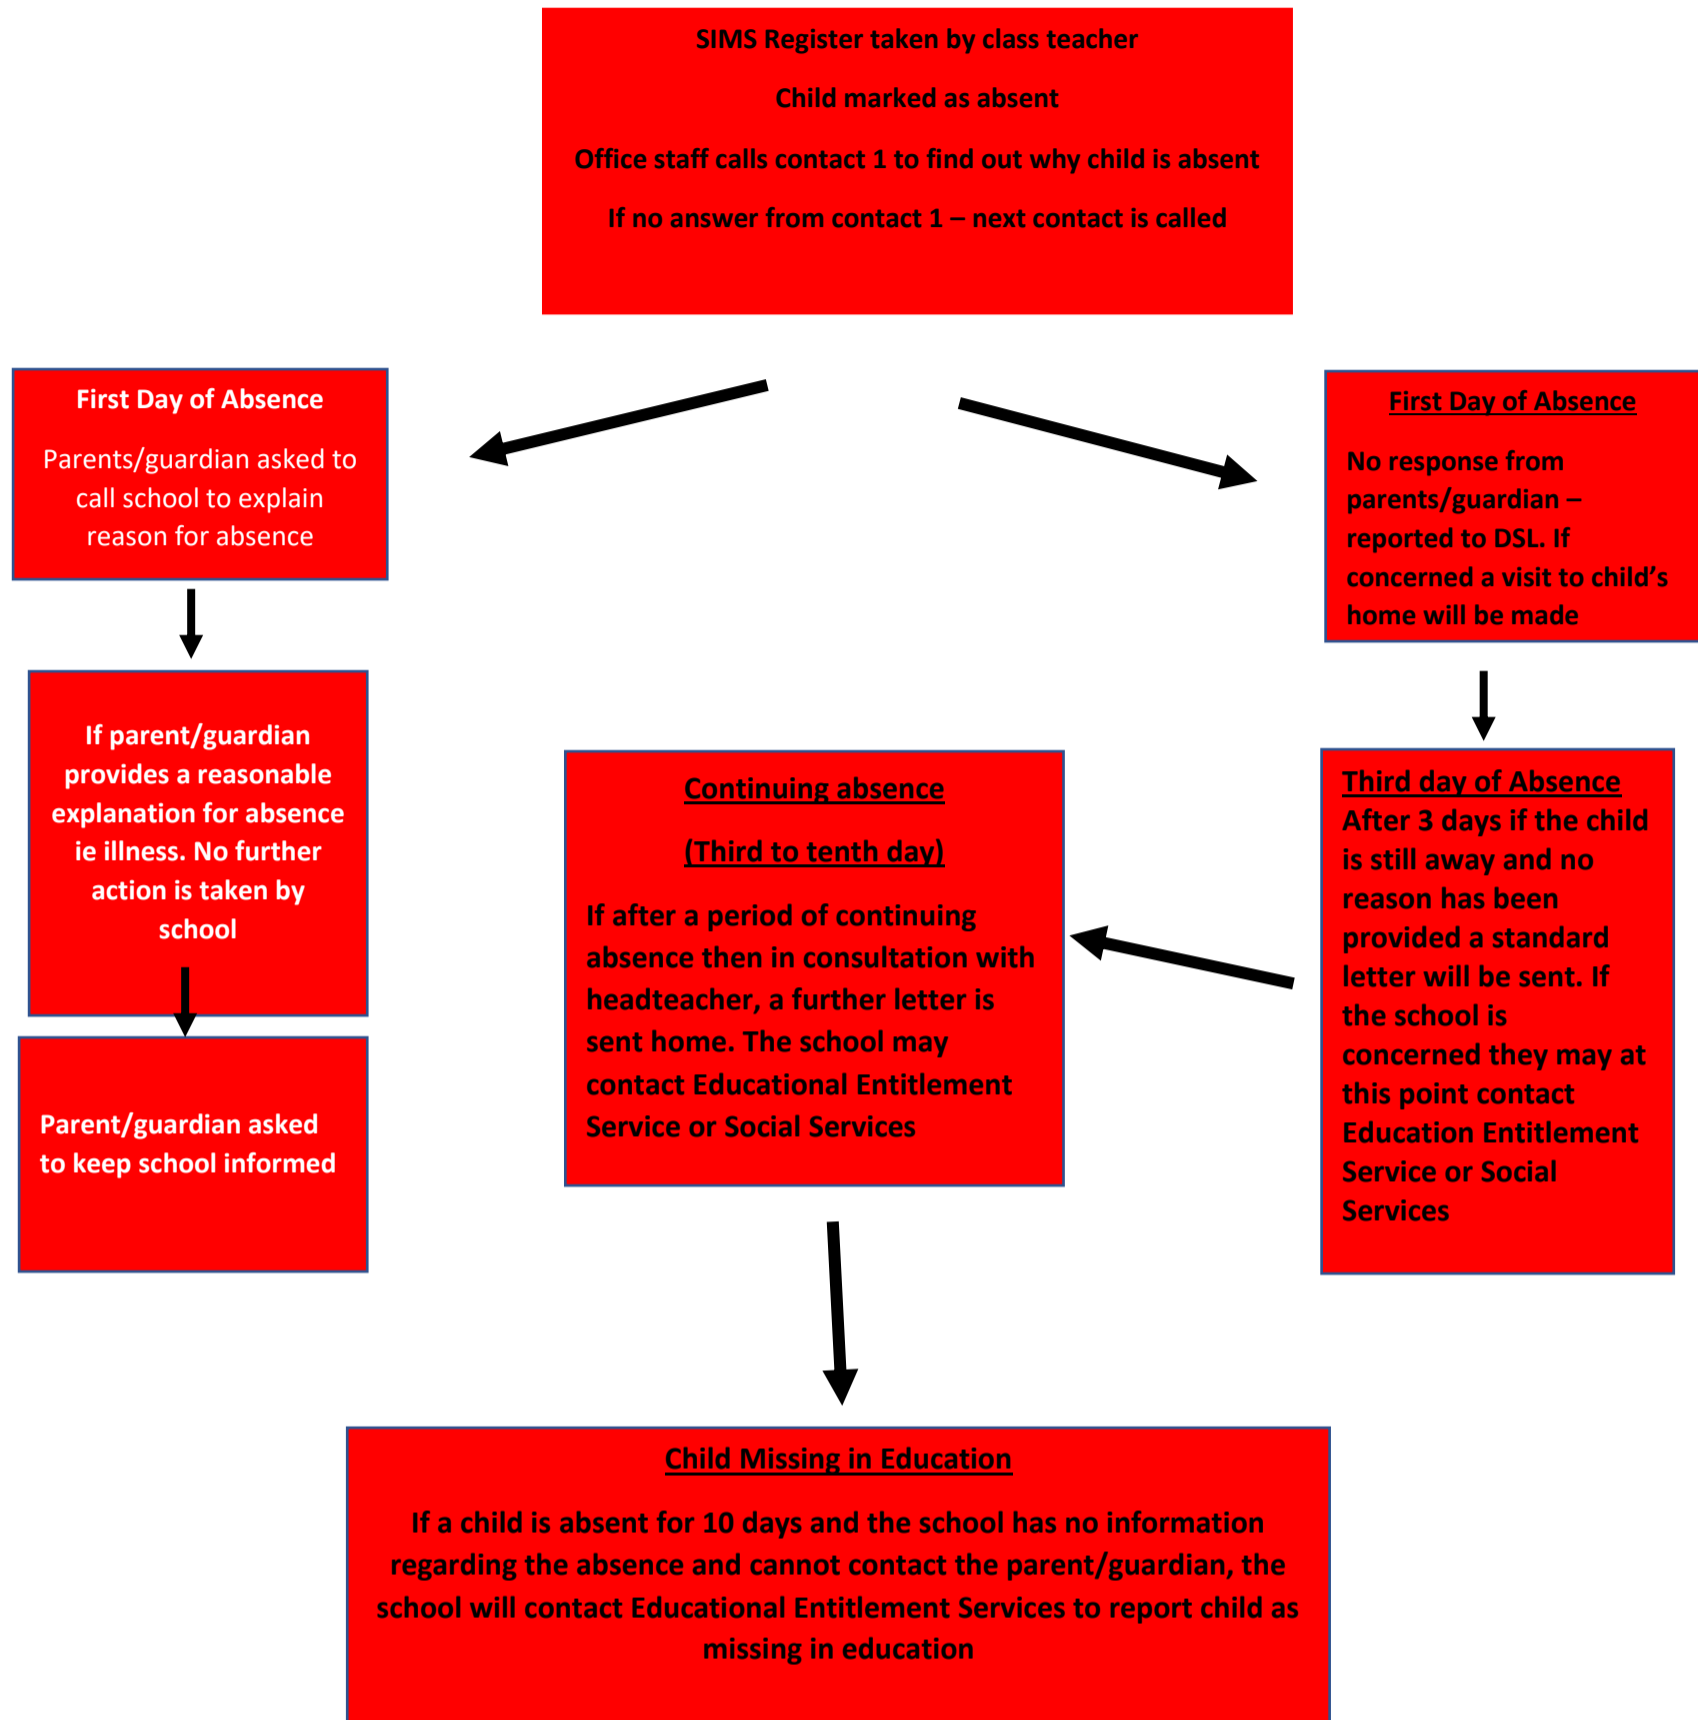 SIMS Register taken by class teacher
Child marked as absent
Office staff calls contact 1 to find out why child is absent
If no answer from contact 1 – next contact is called
First Day of Absence
Parents/guardian asked to
call school to explain
reason for absence
First Day of Absence
No response from
parents/guardian –
reported to DSL. If
concerned a visit to child’s
home will be made
If parent/guardian
provides a reasonable
explanation for absence
ie illness. No further
action is taken by
school
Continuing absence
(Third to tenth day)
If after a period of continuing
absence then in consultation with
headteacher, a further letter is
sent home. The school may
contact Educational Entitlement
Service or Social Services
Third day of Absence
After 3 days if the child
is still away and no
reason has been
provided a standard
letter will be sent. If
the school is
concerned they may at
this point contact
Education Entitlement
Service or Social
Services
Parent/guardian asked
to keep school informed
Child Missing in Education
If a child is absent for 10 days and the school has no information
regarding the absence and cannot contact the parent/guardian, the
school will contact Educational Entitlement Services to report child as
missing in education